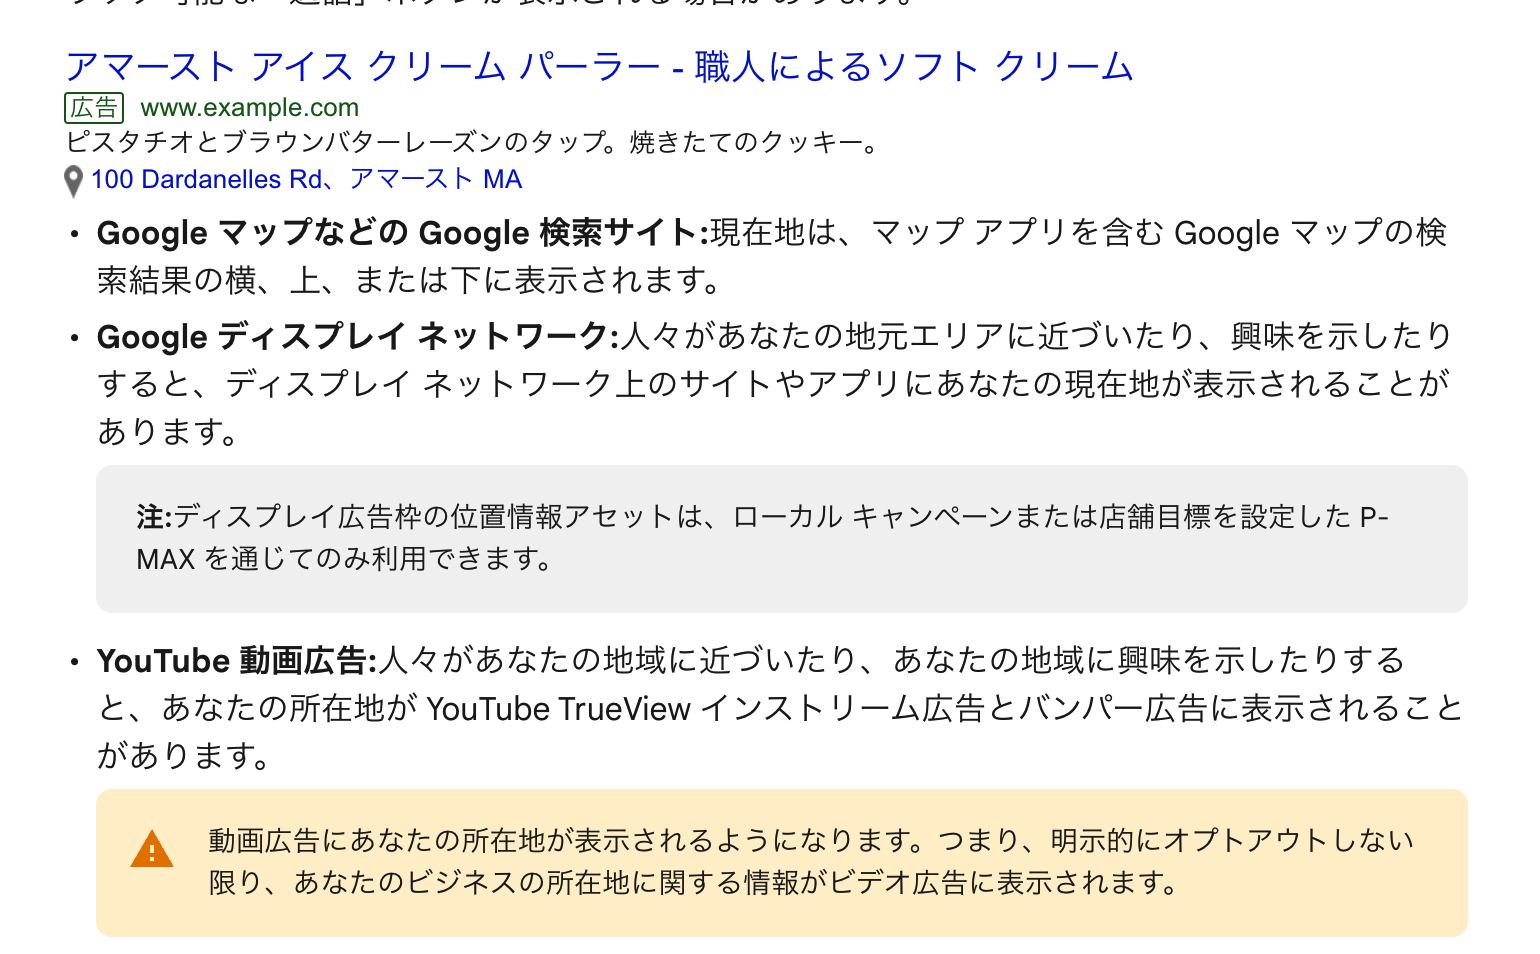 アマースト アイス クリーム パーラー - 職人によるソフト クリーム
広告 www.example.com
ピスタチオとブラウンバターレーズンのタップ。焼きたてのクッキー。
100 Dardanelles Rd、アマースト MA
• Google マップなどの Google 検索サイト:現在地は、マップ アプリを含む Google マップの検
索結果の横、上、または下に表示されます。
• Google ディスプレイ ネットワーク:人々があなたの地元エリアに近づいたり、興味を示したり
すると、ディスプレイ ネットワーク上のサイトやアプリにあなたの現在地が表示されることが
あります。
注:ディスプレイ広告枠の位置情報アセットは、ローカル キャンペーンまたは店舗目標を設定した P-
MAX を通じてのみ利用できます。
• YouTube 動画広告:人々があなたの地域に近づいたり、あなたの地域に興味を示したりする
と、あなたの所在地が YouTube TrueView インストリーム広告とバンパー広告に表示されること
があります。
動画広告にあなたの所在地が表示されるようになります。つまり、明示的にオプトアウトしない
限り、あなたのビジネスの所在地に関する情報がビデオ広告に表示されます。